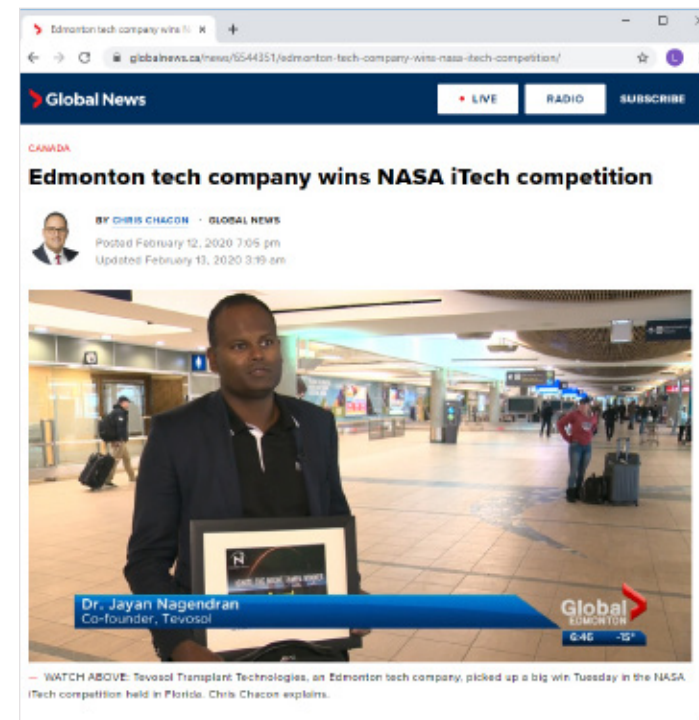 Edmonton tech company wins N
globalnews.ca/news/6544351/edmonton-tech-company-wins-nasa-itech-competition/
L
Global News
• LIVE
RADIO
SUBSCRIBE
CANADA
Edmonton tech company wins NASA iTech competition
BY CHRIS CHACON · GLOBAL NEWS
Posted February 12, 2020 7:05 pm
Updated February 13, 2020 3:19 am
N
Dr. Jayan Nagendran
Co-founder, Tevosol
Global
EDMONTON
6:46 -15°
— WATCH ABOVE: Tevosol Transplant Technologies, an Edmonton tech company, picked up a big win Tuesday in the NASA
iTech competition held in Florida. Chris Chacon explains.